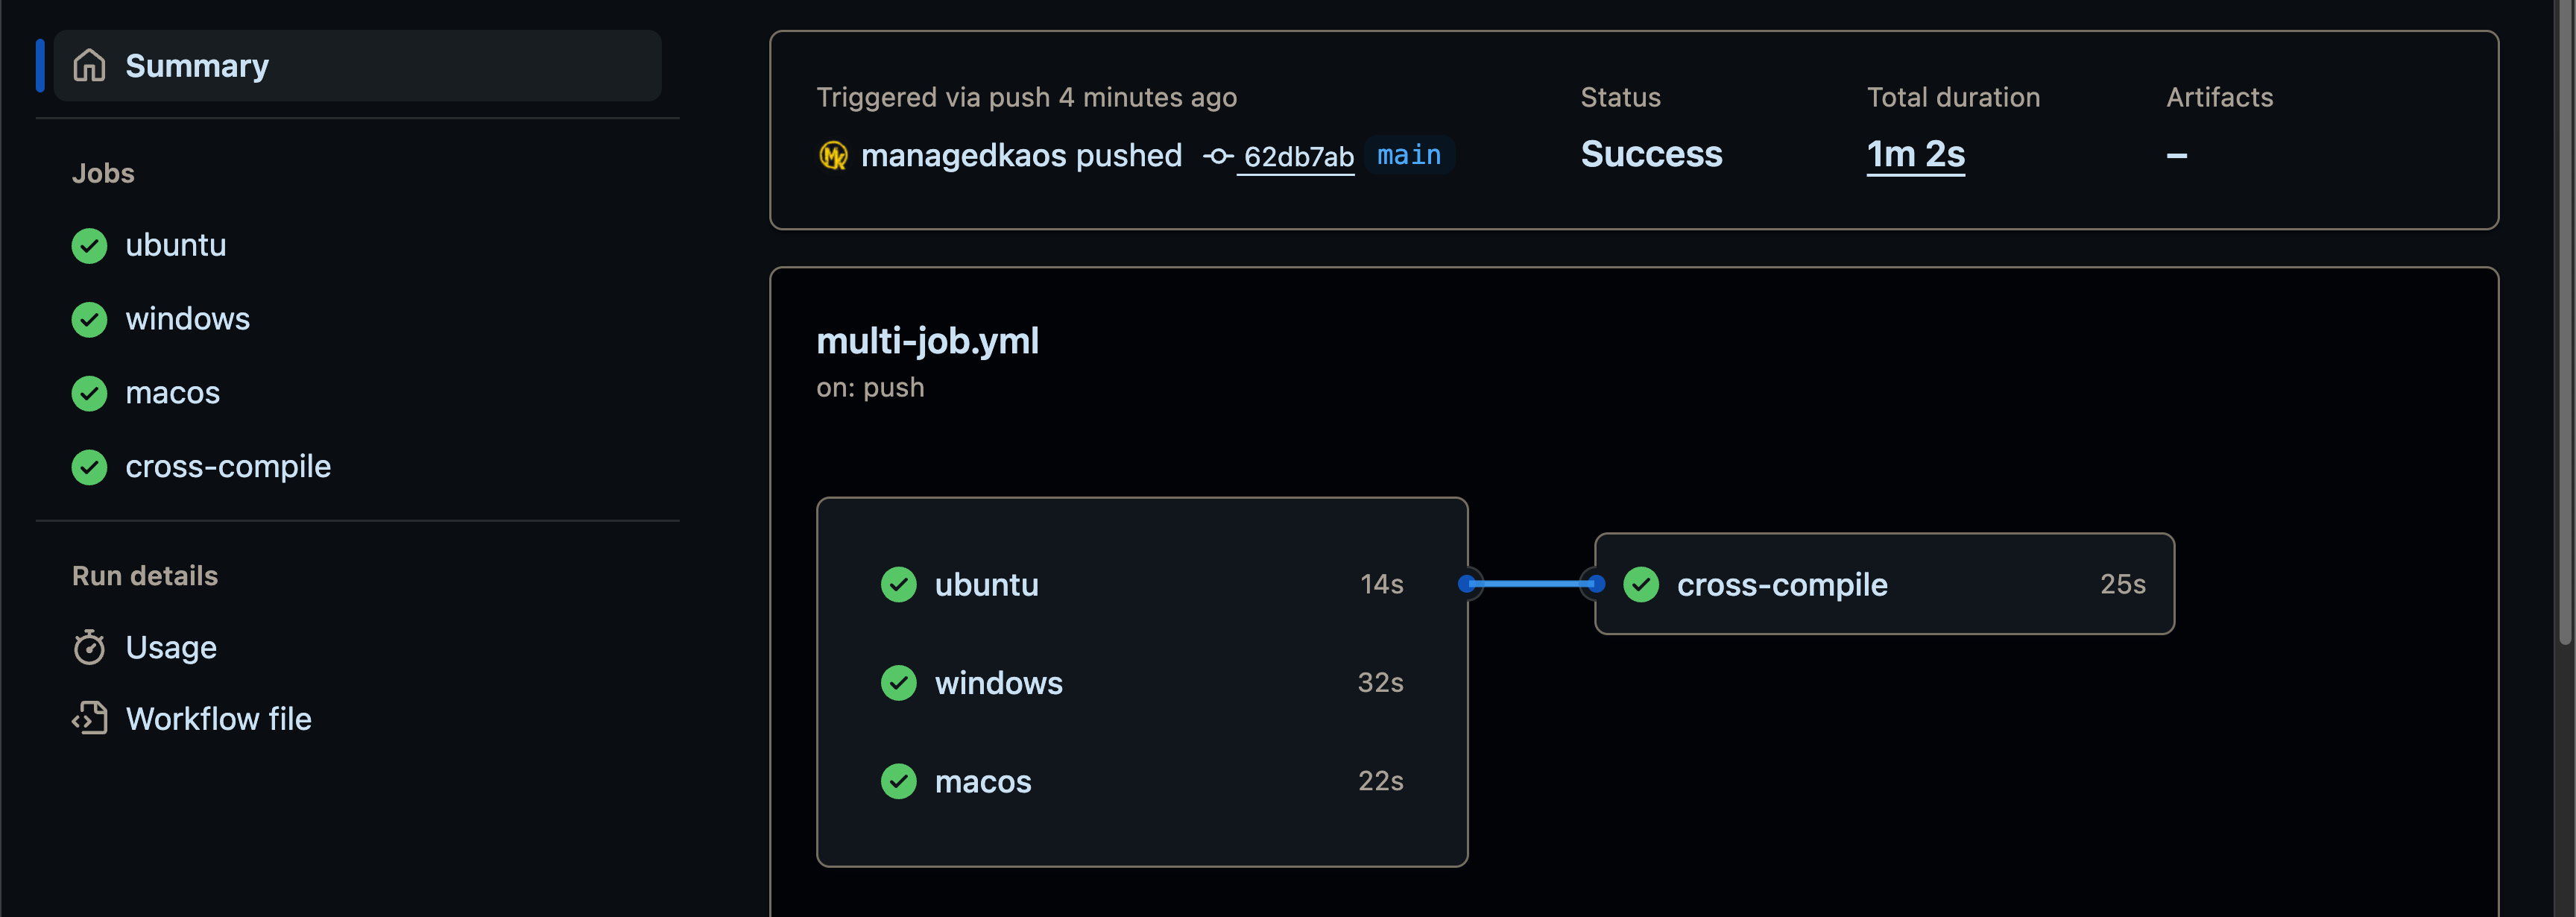 Summary
Jobs
ubuntu
windows
macos
cross-compile
Run details
Usage
Workflow file
Triggered via push 4 minutes ago
managedkaos pushed 62db7ab main
Status
Success
Total duration
1m 2s
Artifacts
–
multi-job.yml
on: push
ubuntu 14s
windows 32s
macos 22s
cross-compile 25s